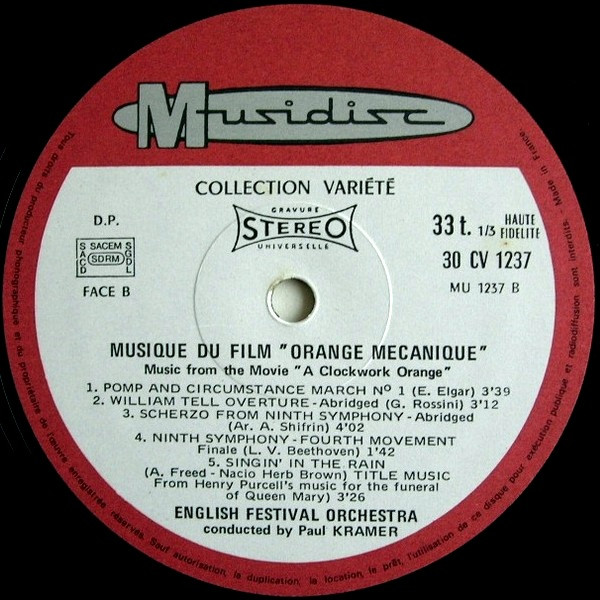 Musidisc
COLLECTION VARIÉTÉ
D.P.
GRAVURE
STEREO
UNIVERSELLE
33 t. 1/3 HAUTE FIDELITE
SACD SACEM SDRM SGDL
30 CV 1237
FACE B
MU 1237 B
MUSIQUE DU FILM "ORANGE MECANIQUE"
Music from the Movie "A Clockwork Orange"
1. POMP AND CIRCUMSTANCE MARCH Nº 1 (E. Elgar) 3'39
2. WILLIAM TELL OVERTURE - Abridged (G. Rossini) 3'12
3. SCHERZO FROM NINTH SYMPHONY - Abridged
(Ar. A. Shifrin) 4'02
4. NINTH SYMPHONY - FOURTH MOVEMENT
Finale (L. V. Beethoven) 1'42
5. SINGIN' IN THE RAIN
(A. Freed - Nacio Herb Brown) TITLE MUSIC
From Henry Purcell's music for the funeral
of Queen Mary) 3'26
ENGLISH FESTIVAL ORCHESTRA
conducted by Paul KRAMER
Tous droits du producteur phonographique et du propriétaire de l'œuvre enregistrée réservés. Sauf autorisation, la duplication, la location, le prêt, l'utilisation de ce disque pour exécution publique et radiodiffusion sont interdits. Made in France.